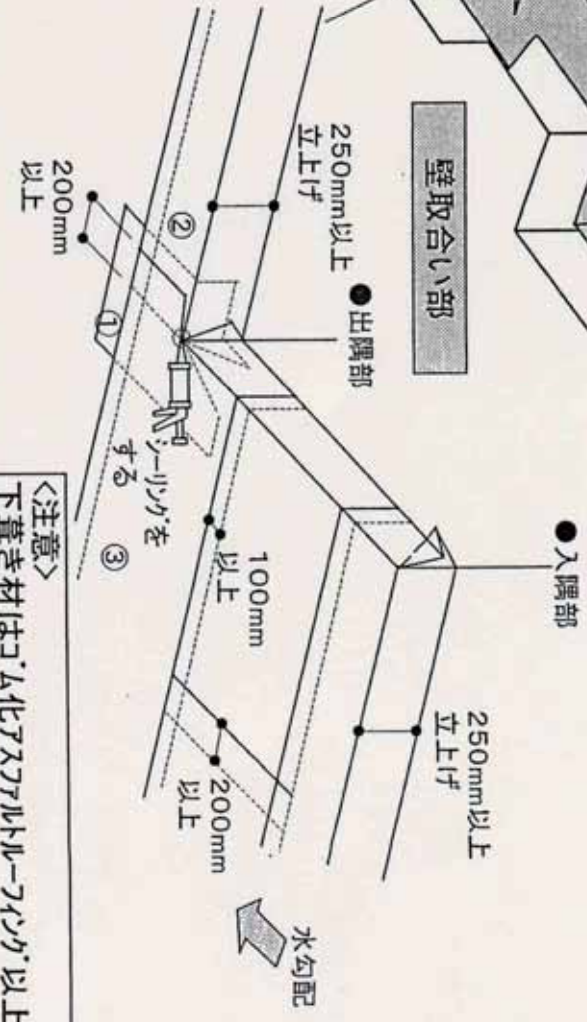 壁取合い部
●出隅部
●入隅部
250mm以上
立上げ
250mm以上
立上げ
②
①
③
200mm
以上
シーリングを
する
100mm
以上
200mm
以上
水勾配
<注意>
下葺き材はゴム化アスファルトルーフィング以上